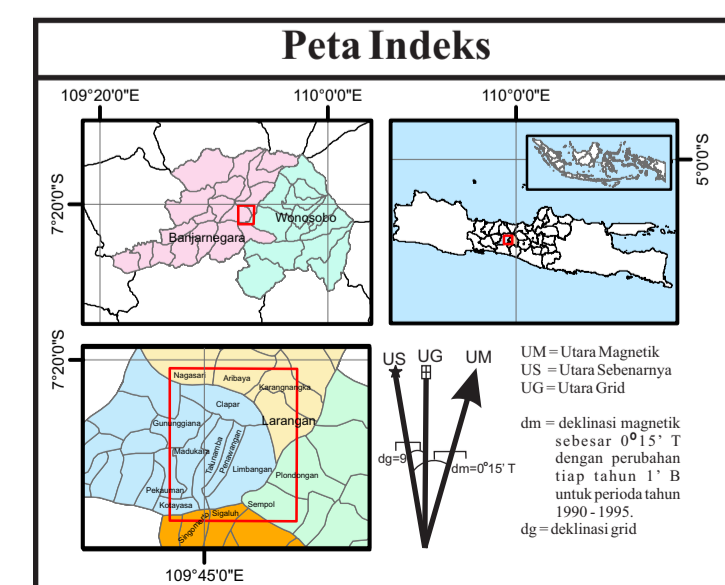 Peta Indeks
109°20'0"E
110°0'0"E
110°0'0"E
7°20'0"S
5°0'0"S
Banjarnegara
Wonosobo
7°20'0"S
Nagasari
Aribaya
Karangnangka
Clapar
Larangan
Gununggiana
Madukara
Talunamba
Penawangan
Limbangan
Plondongan
Pekauman
Kotayasa
Sempol
Singomerto
Sigaluh
109°45'0"E
US
UG
UM
dg=9
dm=0°15' T
UM = Utara Magnetik
US = Utara Sebenarnya
UG = Utara Grid
dm = deklinasi magnetik
sebesar 0°15’ T
dengan perubahan
tiap tahun 1’ B
untuk perioda tahun
1990 - 1995.
dg = deklinasi grid